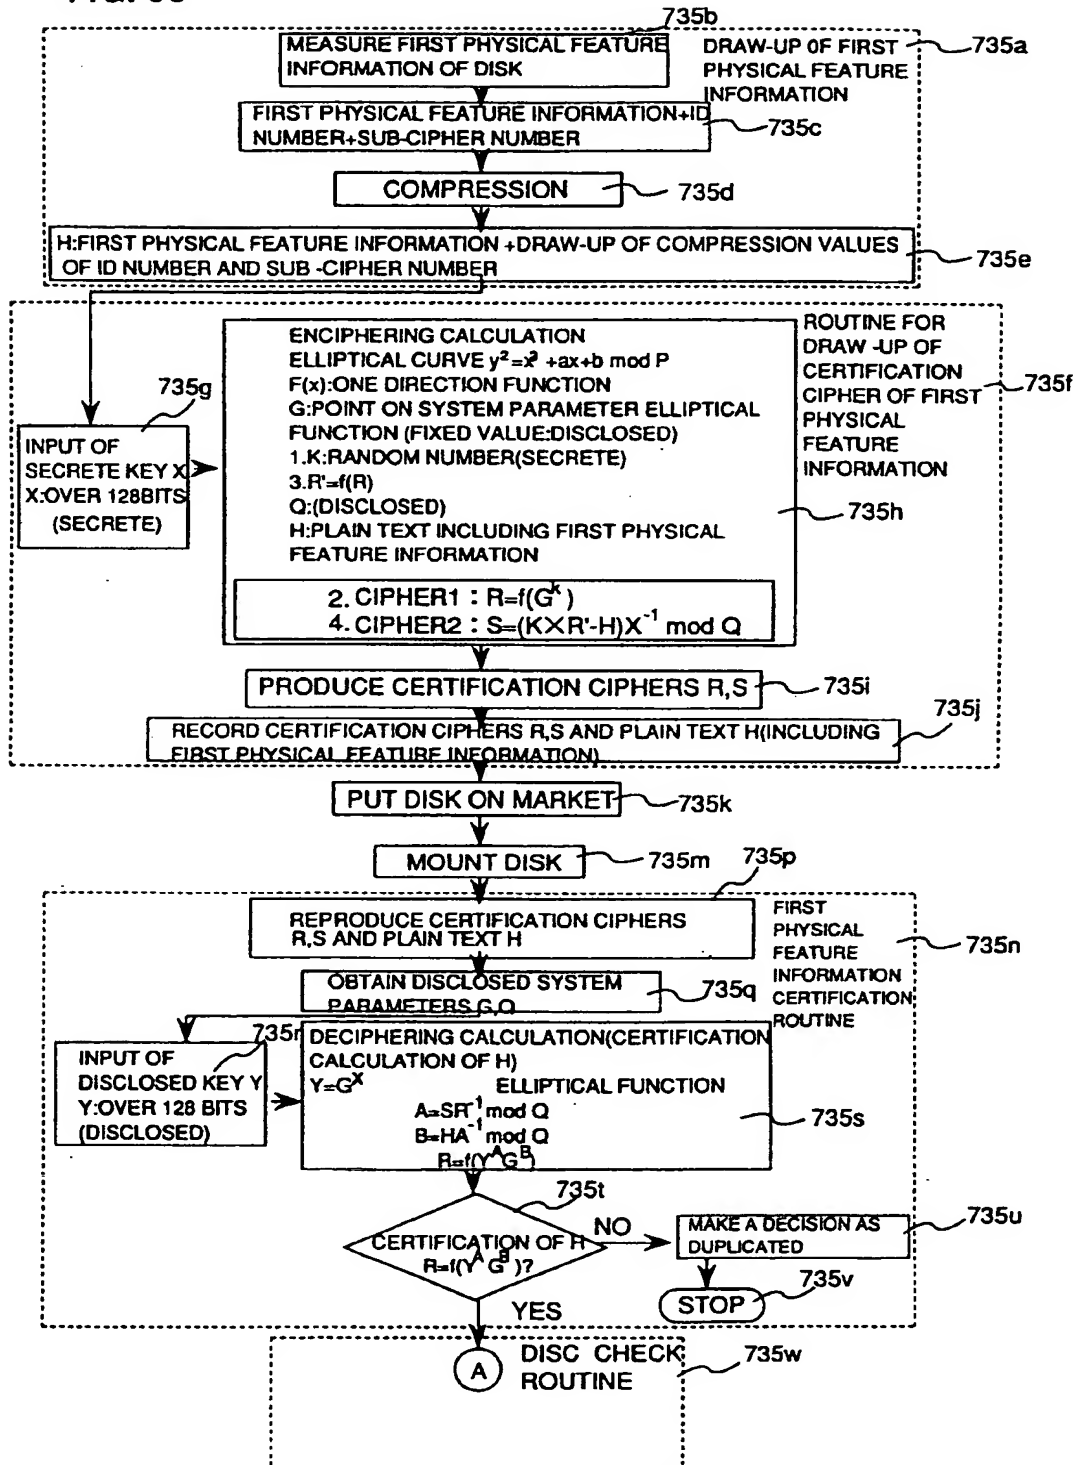 735b
MEASURE FIRST PHYSICAL FEATURE
INFORMATION OF DISK
DRAW-UP OF FIRST
PHYSICAL FEATURE
INFORMATION
735a
FIRST PHYSICAL FEATURE INFORMATION+ID
NUMBER+SUB-CIPHER NUMBER
735c
COMPRESSION
735d
H:FIRST PHYSICAL FEATURE INFORMATION +DRAW-UP OF COMPRESSION VALUES
OF ID NUMBER AND SUB -CIPHER NUMBER
735e
ROUTINE FOR
DRAW -UP OF
CERTIFICATION
CIPHER OF FIRST
PHYSICAL
FEATURE
INFORMATION
735f
735g
INPUT OF
SECRETE KEY X
X:OVER 128BITS
(SECRETE)
ENCIPHERING CALCULATION
ELLIPTICAL CURVE y²=x³ +ax+b mod P
F(x):ONE DIRECTION FUNCTION
G:POINT ON SYSTEM PARAMETER ELLIPTICAL
FUNCTION (FIXED VALUE:DISCLOSED)
1.K:RANDOM NUMBER(SECRETE)
3.R'=f(R)
Q:(DISCLOSED)
H:PLAIN TEXT INCLUDING FIRST PHYSICAL
FEATURE INFORMATION
735h
2. CIPHER1 : R=f(G^k)
4. CIPHER2 : S=(K×R'-H)X⁻¹ mod Q
PRODUCE CERTIFICATION CIPHERS R,S
735i
RECORD CERTIFICATION CIPHERS R,S AND PLAIN TEXT H(INCLUDING
FIRST PHYSICAL FEATURE INFORMATION)
735j
PUT DISK ON MARKET
735k
MOUNT DISK
735m
735p
REPRODUCE CERTIFICATION CIPHERS
R,S AND PLAIN TEXT H
FIRST
PHYSICAL
FEATURE
INFORMATION
CERTIFICATION
ROUTINE
735n
OBTAIN DISCLOSED SYSTEM
PARAMETERS G,Q
735q
735r
INPUT OF
DISCLOSED KEY Y
Y:OVER 128 BITS
(DISCLOSED)
DECIPHERING CALCULATION(CERTIFICATION
CALCULATION OF H)
Y=G^X
ELLIPTICAL FUNCTION
A=SR⁻¹ mod Q
B=HA⁻¹ mod Q
R=f(Y^A G^B)
735s
735t
CERTIFICATION OF H
R=f(Y^A G^B)?
NO
MAKE A DECISION AS
DUPLICATED
735u
STOP
735v
YES
A
DISC CHECK
ROUTINE
735w